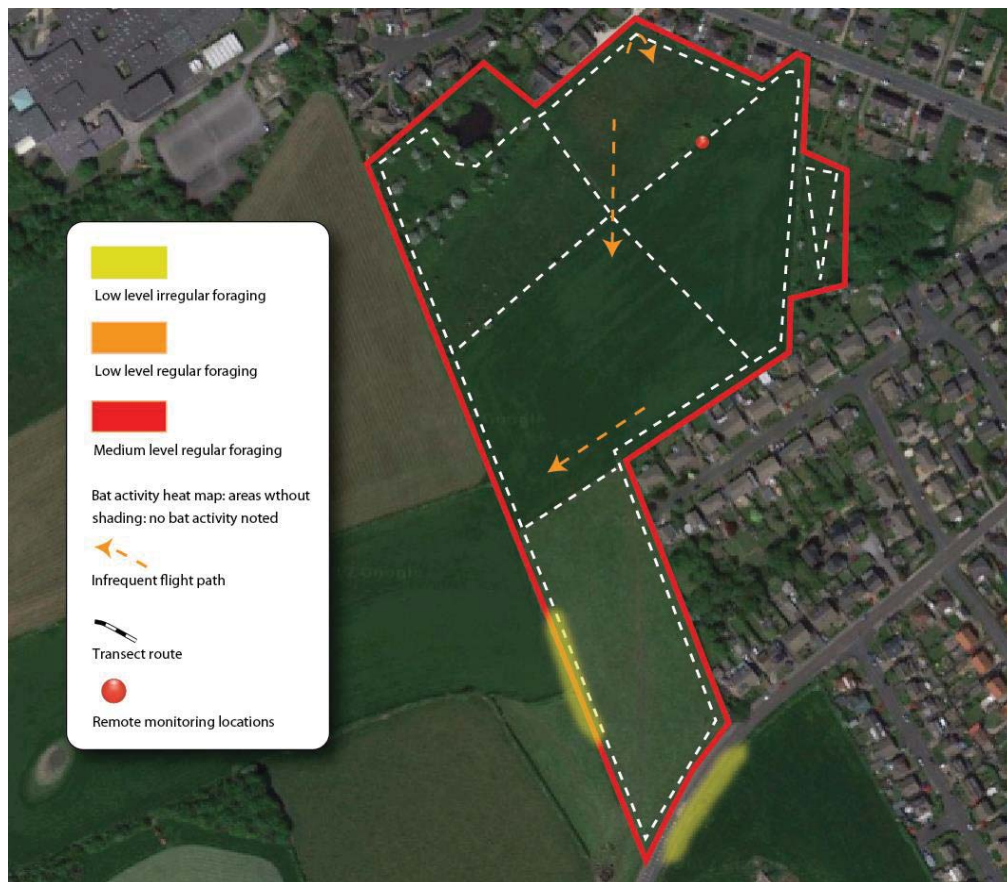 Low level irregular foraging
Low level regular foraging
Medium level regular foraging
Bat activity heat map: areas wthout
shading: no bat activity noted
Infrequent flight path
Transect route
Remote monitoring locations